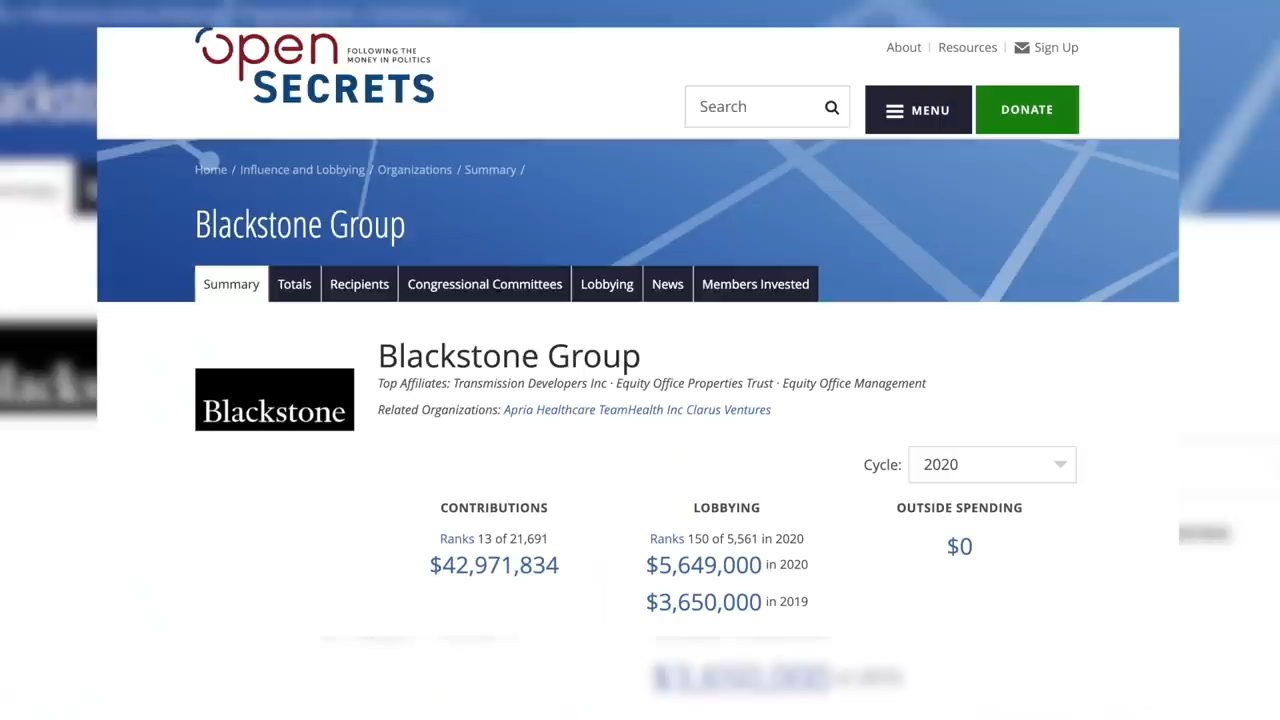 open
FOLLOWING THE
MONEY IN POLITICS
SECRETS
About
Resources
Sign Up
Search
MENU
DONATE
Home / Influence and Lobbying / Organizations / Summary /
Blackstone Group
Summary
Totals
Recipients
Congressional Committees
Lobbying
News
Members Invested
Blackstone
Blackstone Group
Top Affiliates: Transmission Developers Inc · Equity Office Properties Trust · Equity Office Management
Related Organizations: Apria Healthcare TeamHealth Inc Clarus Ventures
Cycle: 2020
CONTRIBUTIONS
Ranks 13 of 21,691
$42,971,834
LOBBYING
Ranks 150 of 5,561 in 2020
$5,649,000 in 2020
$3,650,000 in 2019
OUTSIDE SPENDING
$0